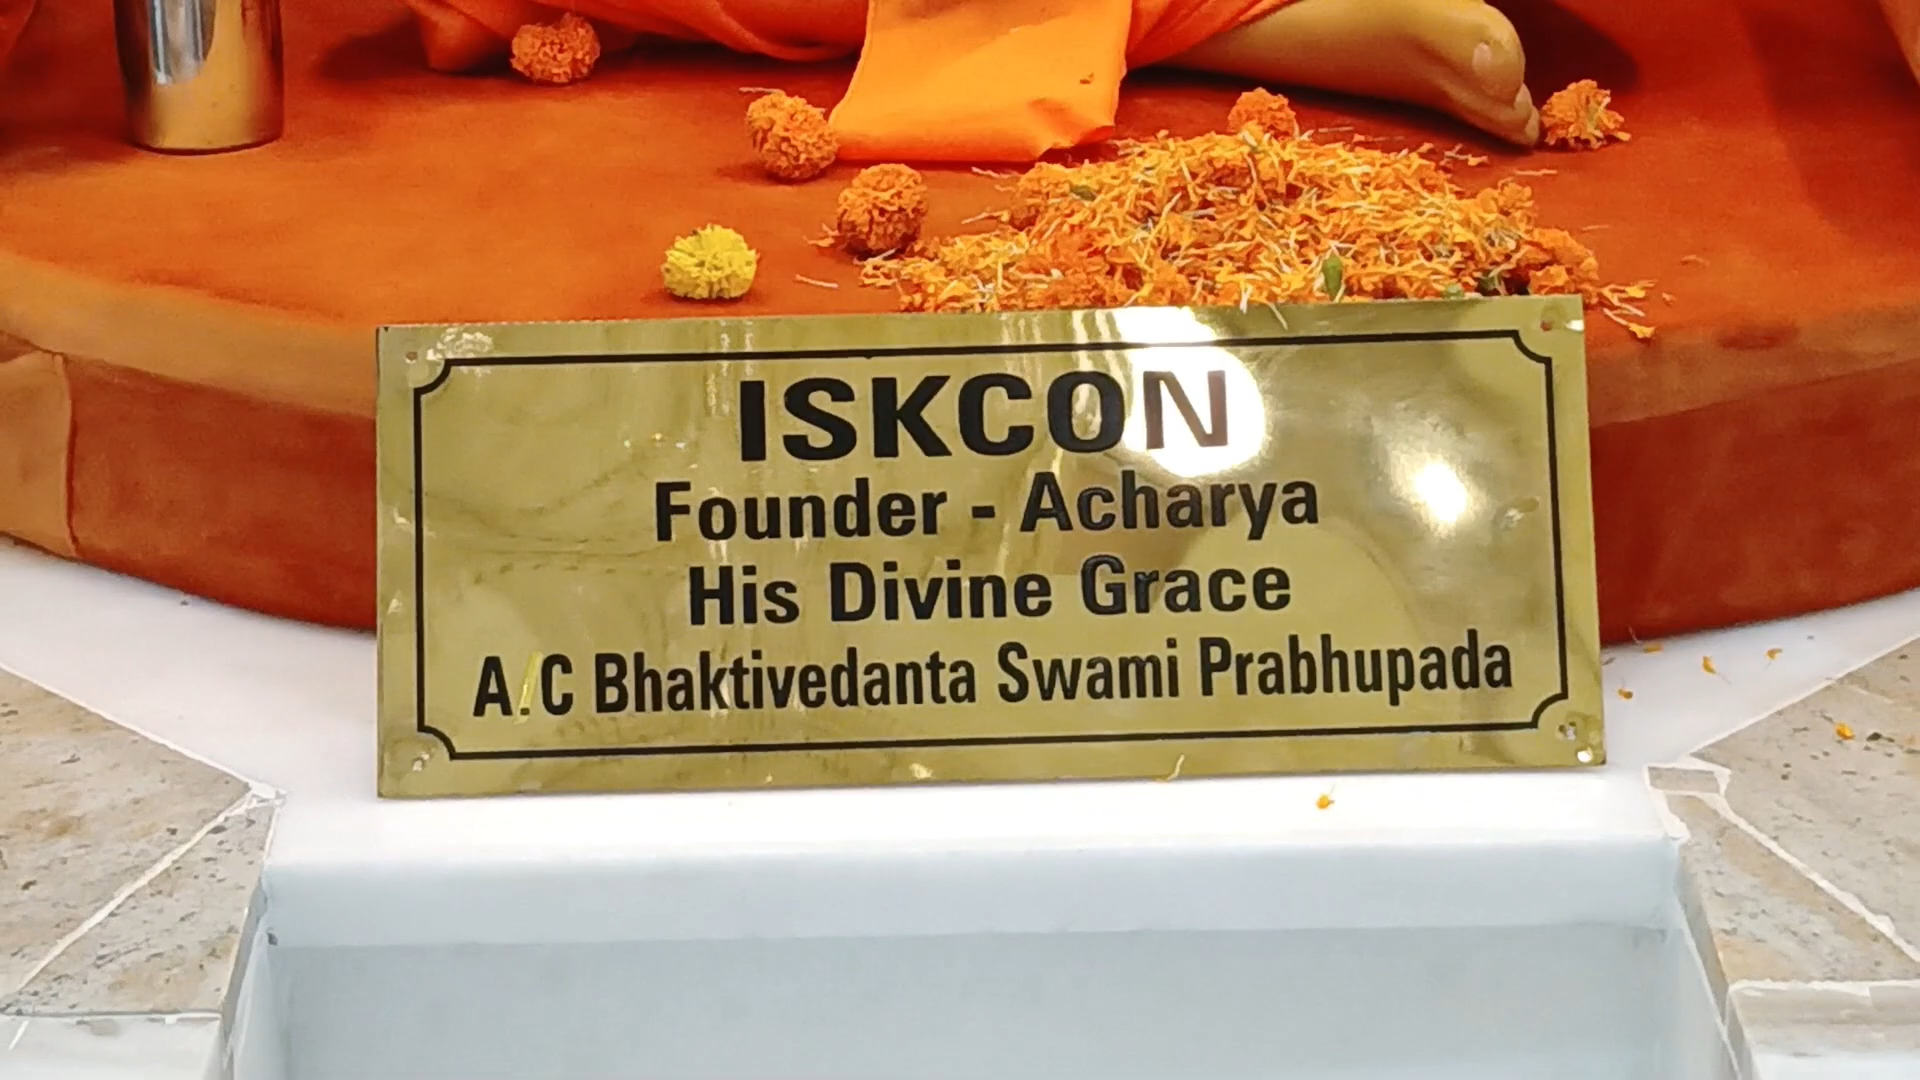 ISKCON
Founder - Acharya
His Divine Grace
A.C Bhaktivedanta Swami Prabhupada